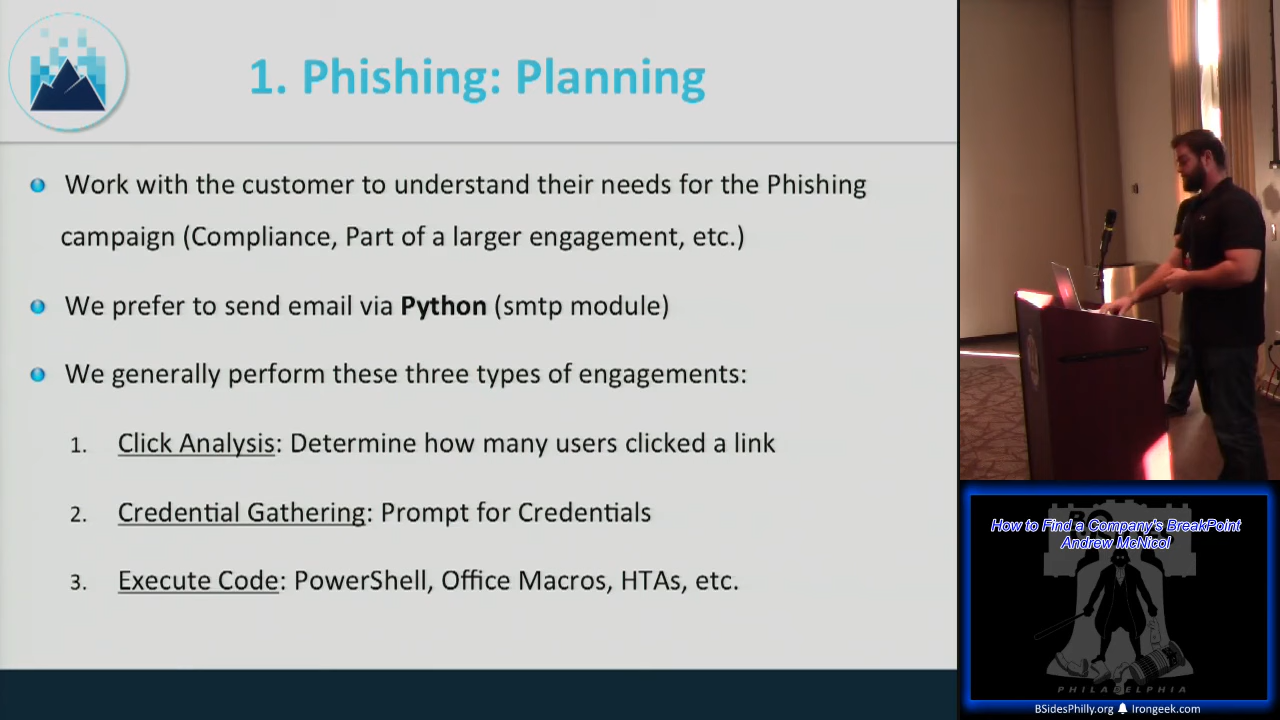 1. Phishing: Planning
Work with the customer to understand their needs for the Phishing
campaign (Compliance, Part of a larger engagement, etc.)
We prefer to send email via Python (smtp module)
We generally perform these three types of engagements:
1. Click Analysis: Determine how many users clicked a link
2. Credential Gathering: Prompt for Credentials
3. Execute Code: PowerShell, Office Macros, HTAs, etc.
How to Find a Company's BreakPoint
Andrew McNicol
PHILADELPHIA
BSidesPhilly.org Irongeek.com